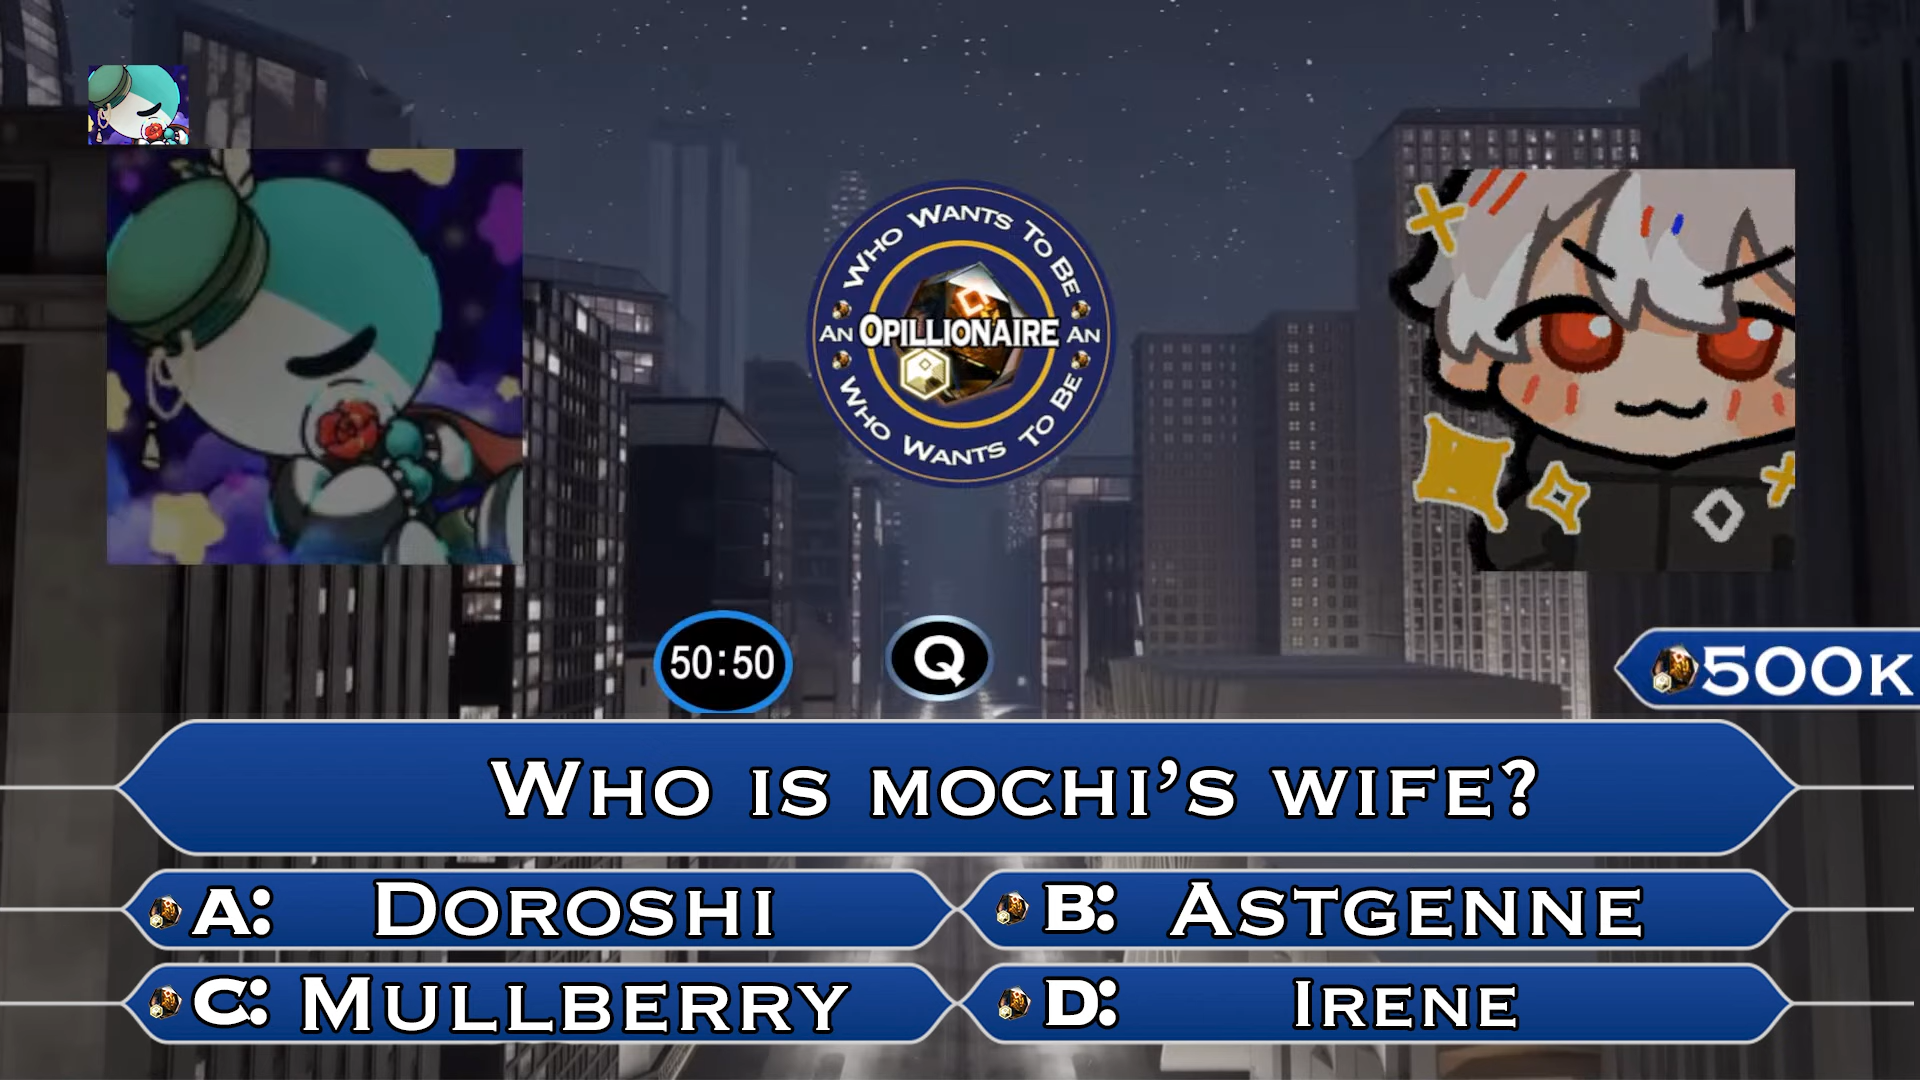 Who Wants To Be
An OPILLIONAIRE An
Who Wants To Be
50:50
Q
500K
Who is mochi's wife?
A: Doroshi
B: Astgenne
C: Mullberry
D: Irene